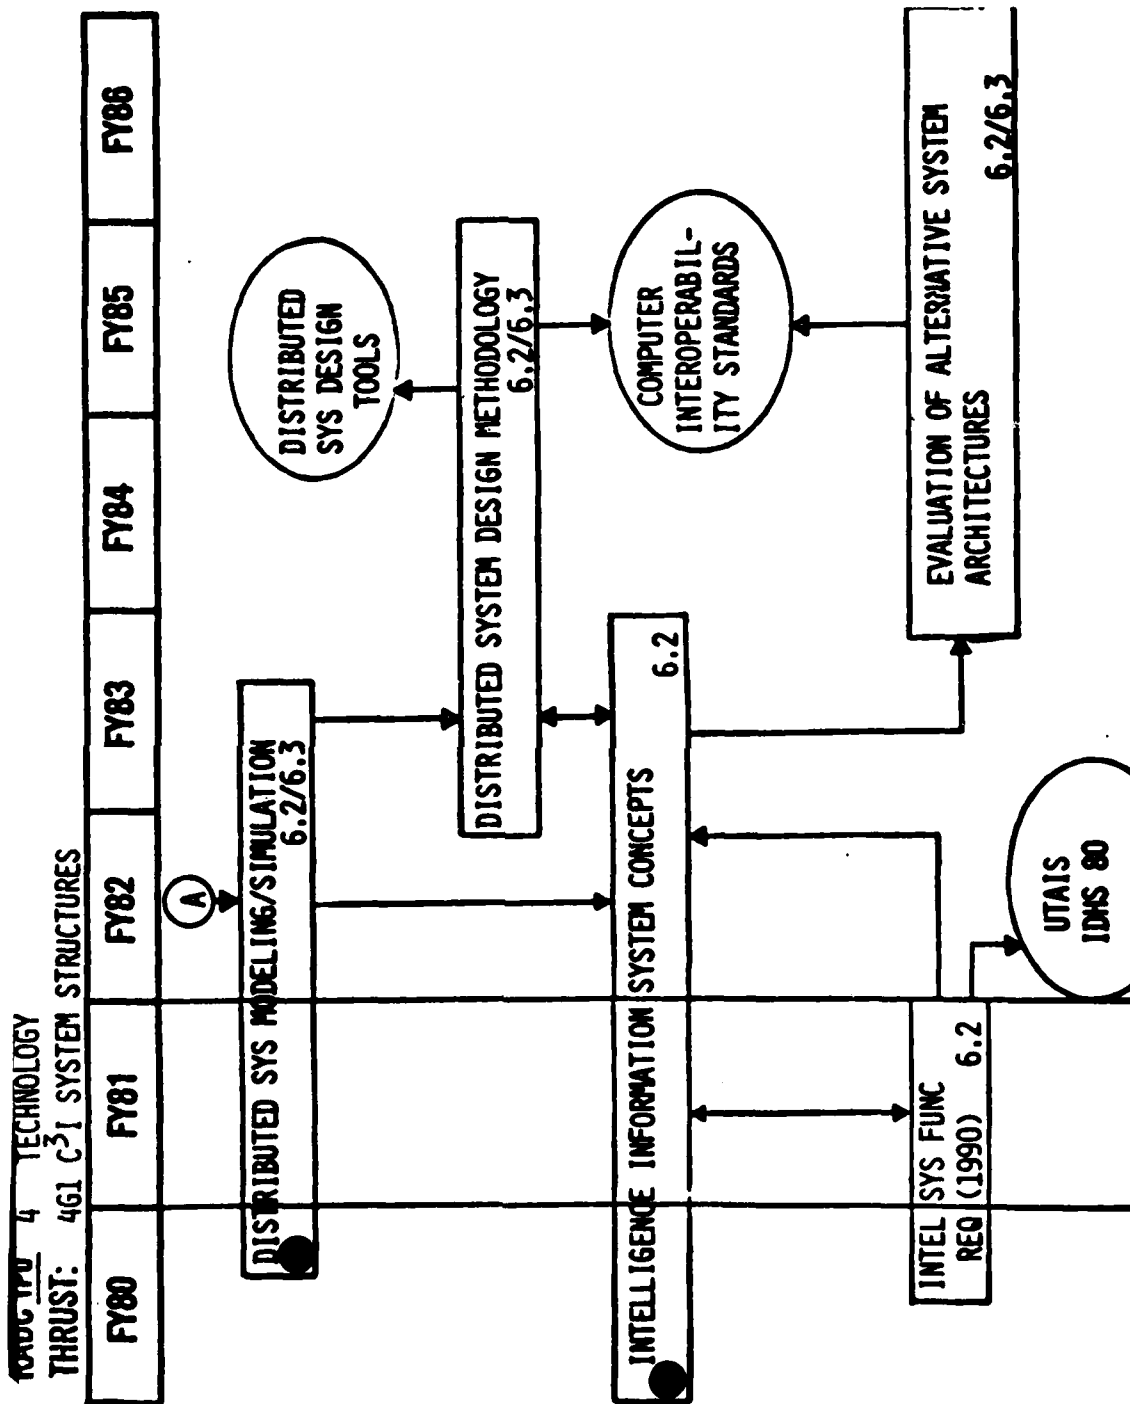 4 TECHNOLOGY
THRUST: 4G1 C³I SYSTEM STRUCTURES
FY80
FY81
FY82
FY83
FY84
FY85
FY86
A
DISTRIBUTED SYS MODELING/SIMULATION
6.2/6.3
DISTRIBUTED
SYS DESIGN
TOOLS
DISTRIBUTED SYSTEM DESIGN METHODOLOGY
6.2/6.3
INTELLIGENCE INFORMATION SYSTEM CONCEPTS
6.2
COMPUTER
INTEROPERABIL-
ITY STANDARDS
INTEL SYS FUNC
REQ (1990) 6.2
UTAIS
IDHS 80
EVALUATION OF ALTERNATIVE SYSTEM
ARCHITECTURES
6.2/6.3